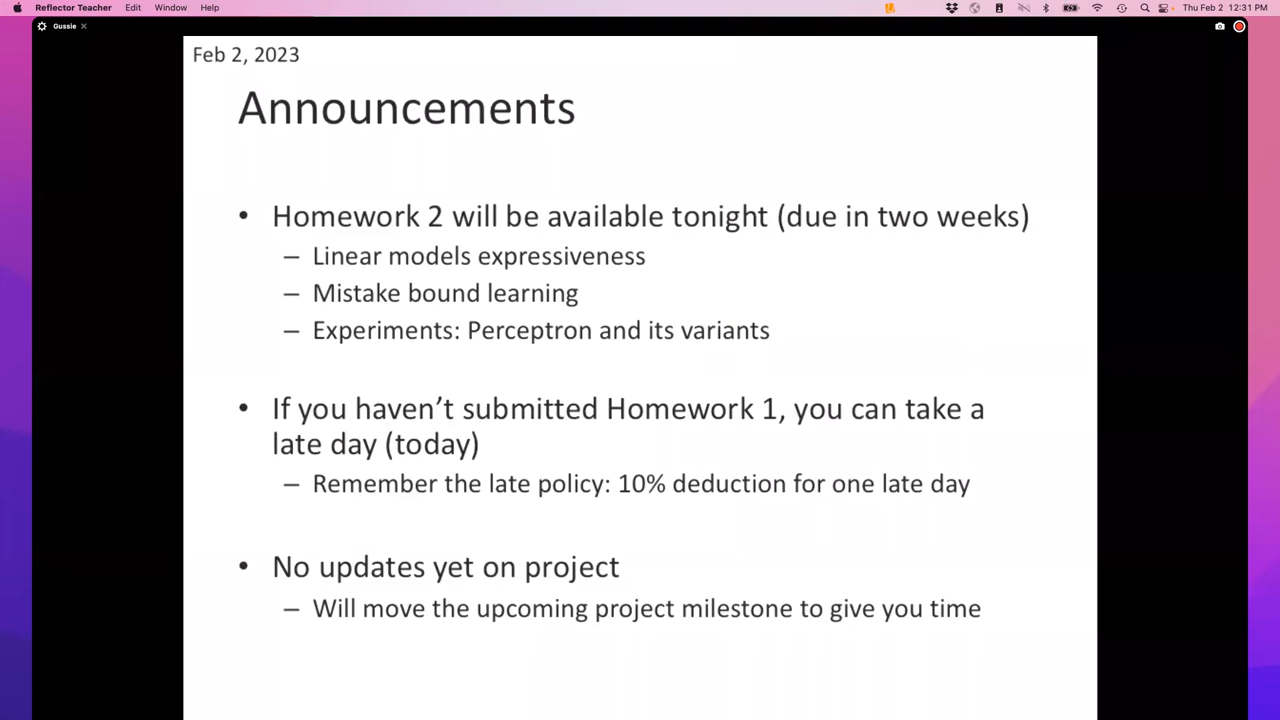 Reflector Teacher Edit Window Help Thu Feb 2 12:31 PM
Gussie
Feb 2, 2023
Announcements
• Homework 2 will be available tonight (due in two weeks)
– Linear models expressiveness
– Mistake bound learning
– Experiments: Perceptron and its variants
• If you haven’t submitted Homework 1, you can take a
late day (today)
– Remember the late policy: 10% deduction for one late day
• No updates yet on project
– Will move the upcoming project milestone to give you time